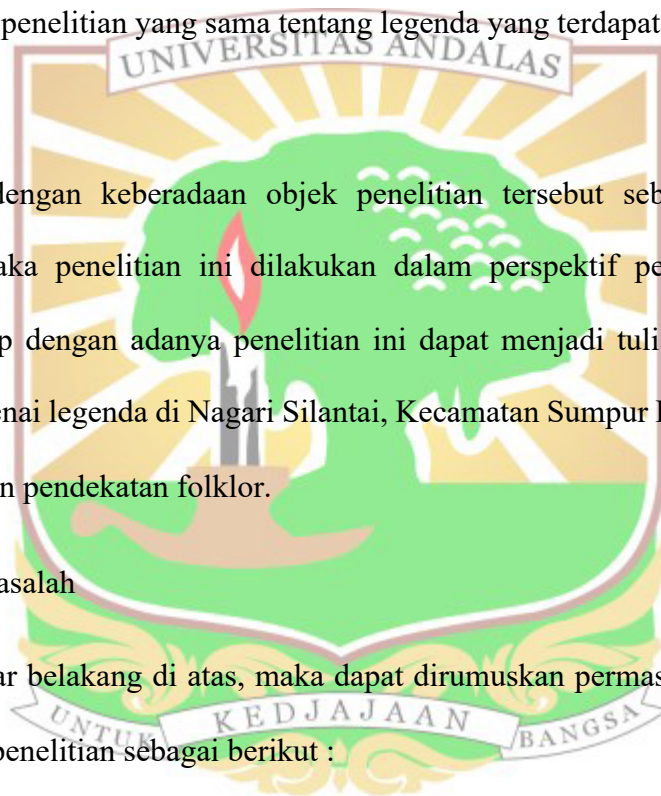 penelitian yang sama tentang legenda yang terdapat
UNIVERSITAS ANDALAS
dengan keberadaan objek penelitian tersebut seb
aka penelitian ini dilakukan dalam perspektif pe
p dengan adanya penelitian ini dapat menjadi tuli
enai legenda di Nagari Silantai, Kecamatan Sumpur
n pendekatan folklor.
asalah
ar belakang di atas, maka dapat dirumuskan permas
UNTUK KEDJAJAAN BANGSA
penelitian sebagai berikut :